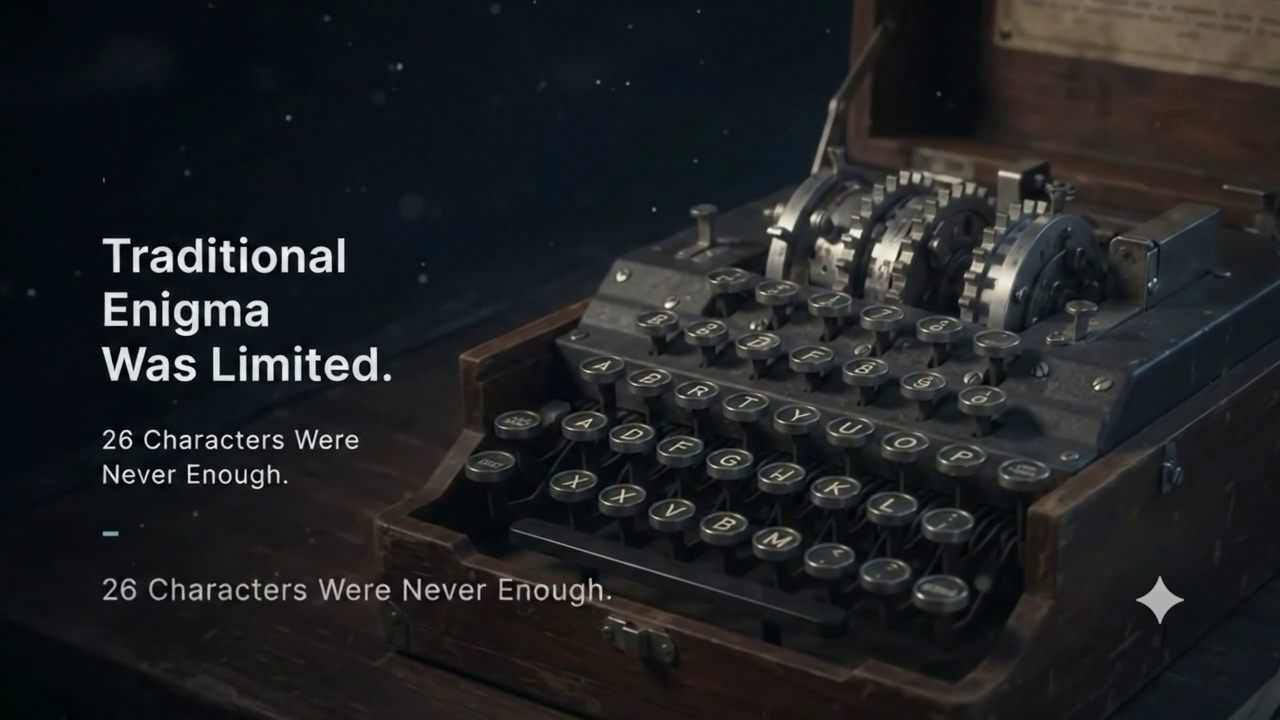 Traditional
Enigma
Was Limited.
26 Characters Were
Never Enough.
26 Characters Were Never Enough.
A B R T Y U O P
A D F G H K L
X X V B M